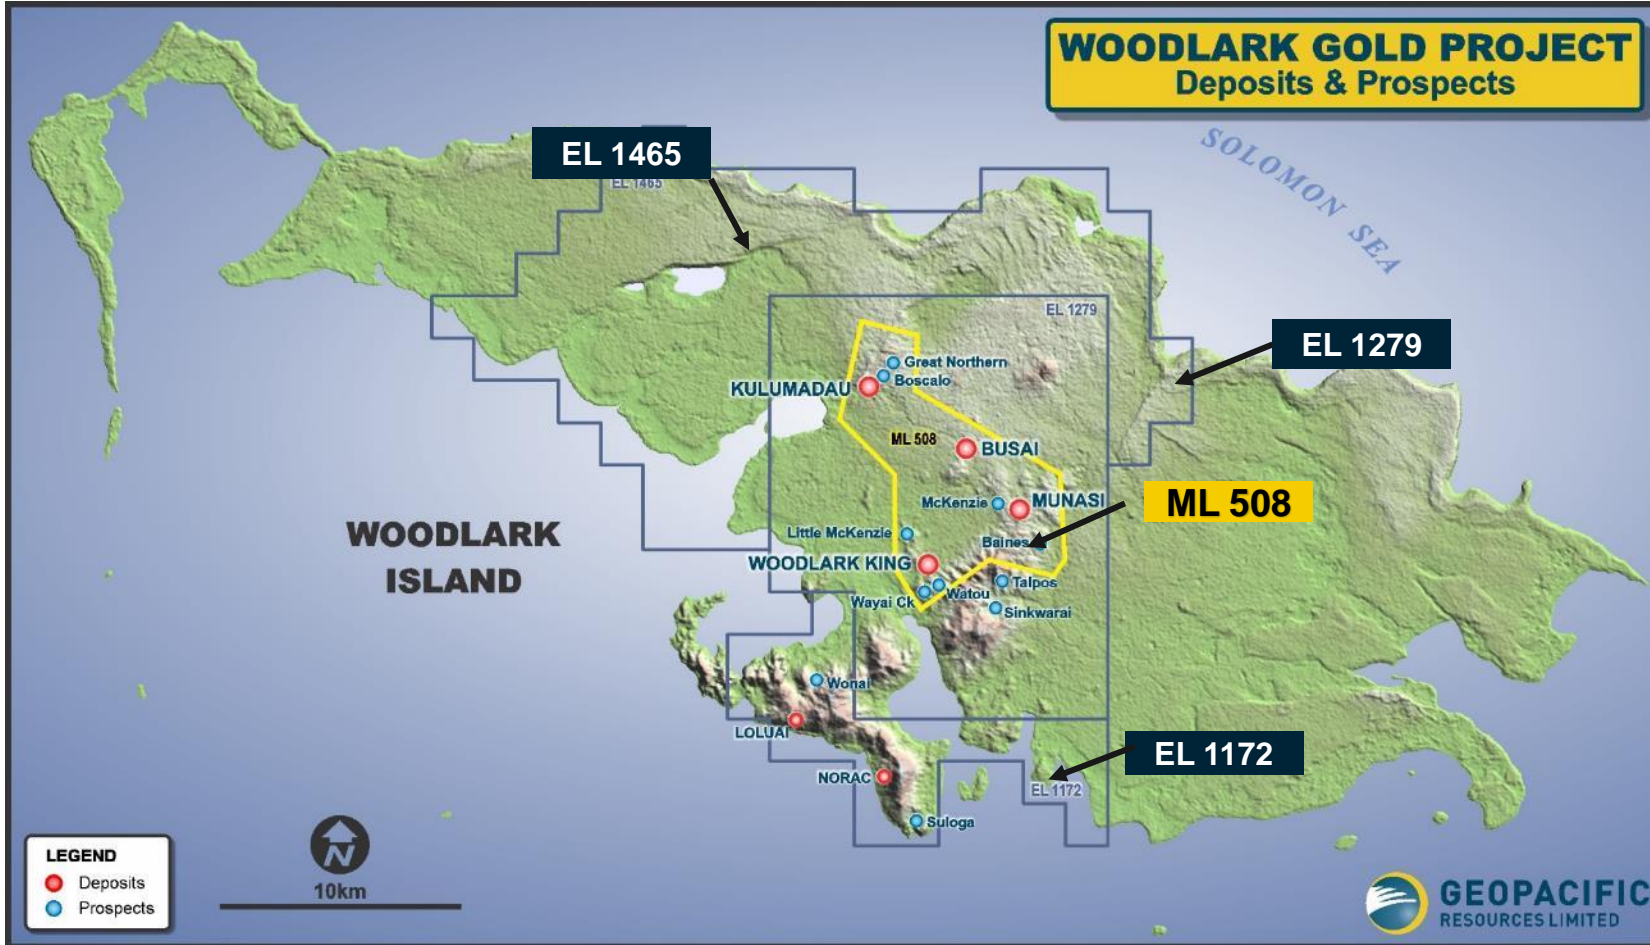 WOODLARK GOLD PROJECT
Deposits & Prospects
SOLOMON SEA
EL 1465
EL 1465
EL 1279
EL 1279
Great Northern
Boscalo
KULUMADAU
ML 508
BUSAI
McKenzie
MUNASI
ML 508
Little McKenzie
Baines
WOODLARK
ISLAND
WOODLARK KING
Talpos
Watou
Wayai Ck
Sinkwarai
Wonai
LOLUAI
EL 1172
NORAC
EL 1172
Suloga
LEGEND
Deposits
Prospects
N
10km
GEOPACIFIC
RESOURCES LIMITED